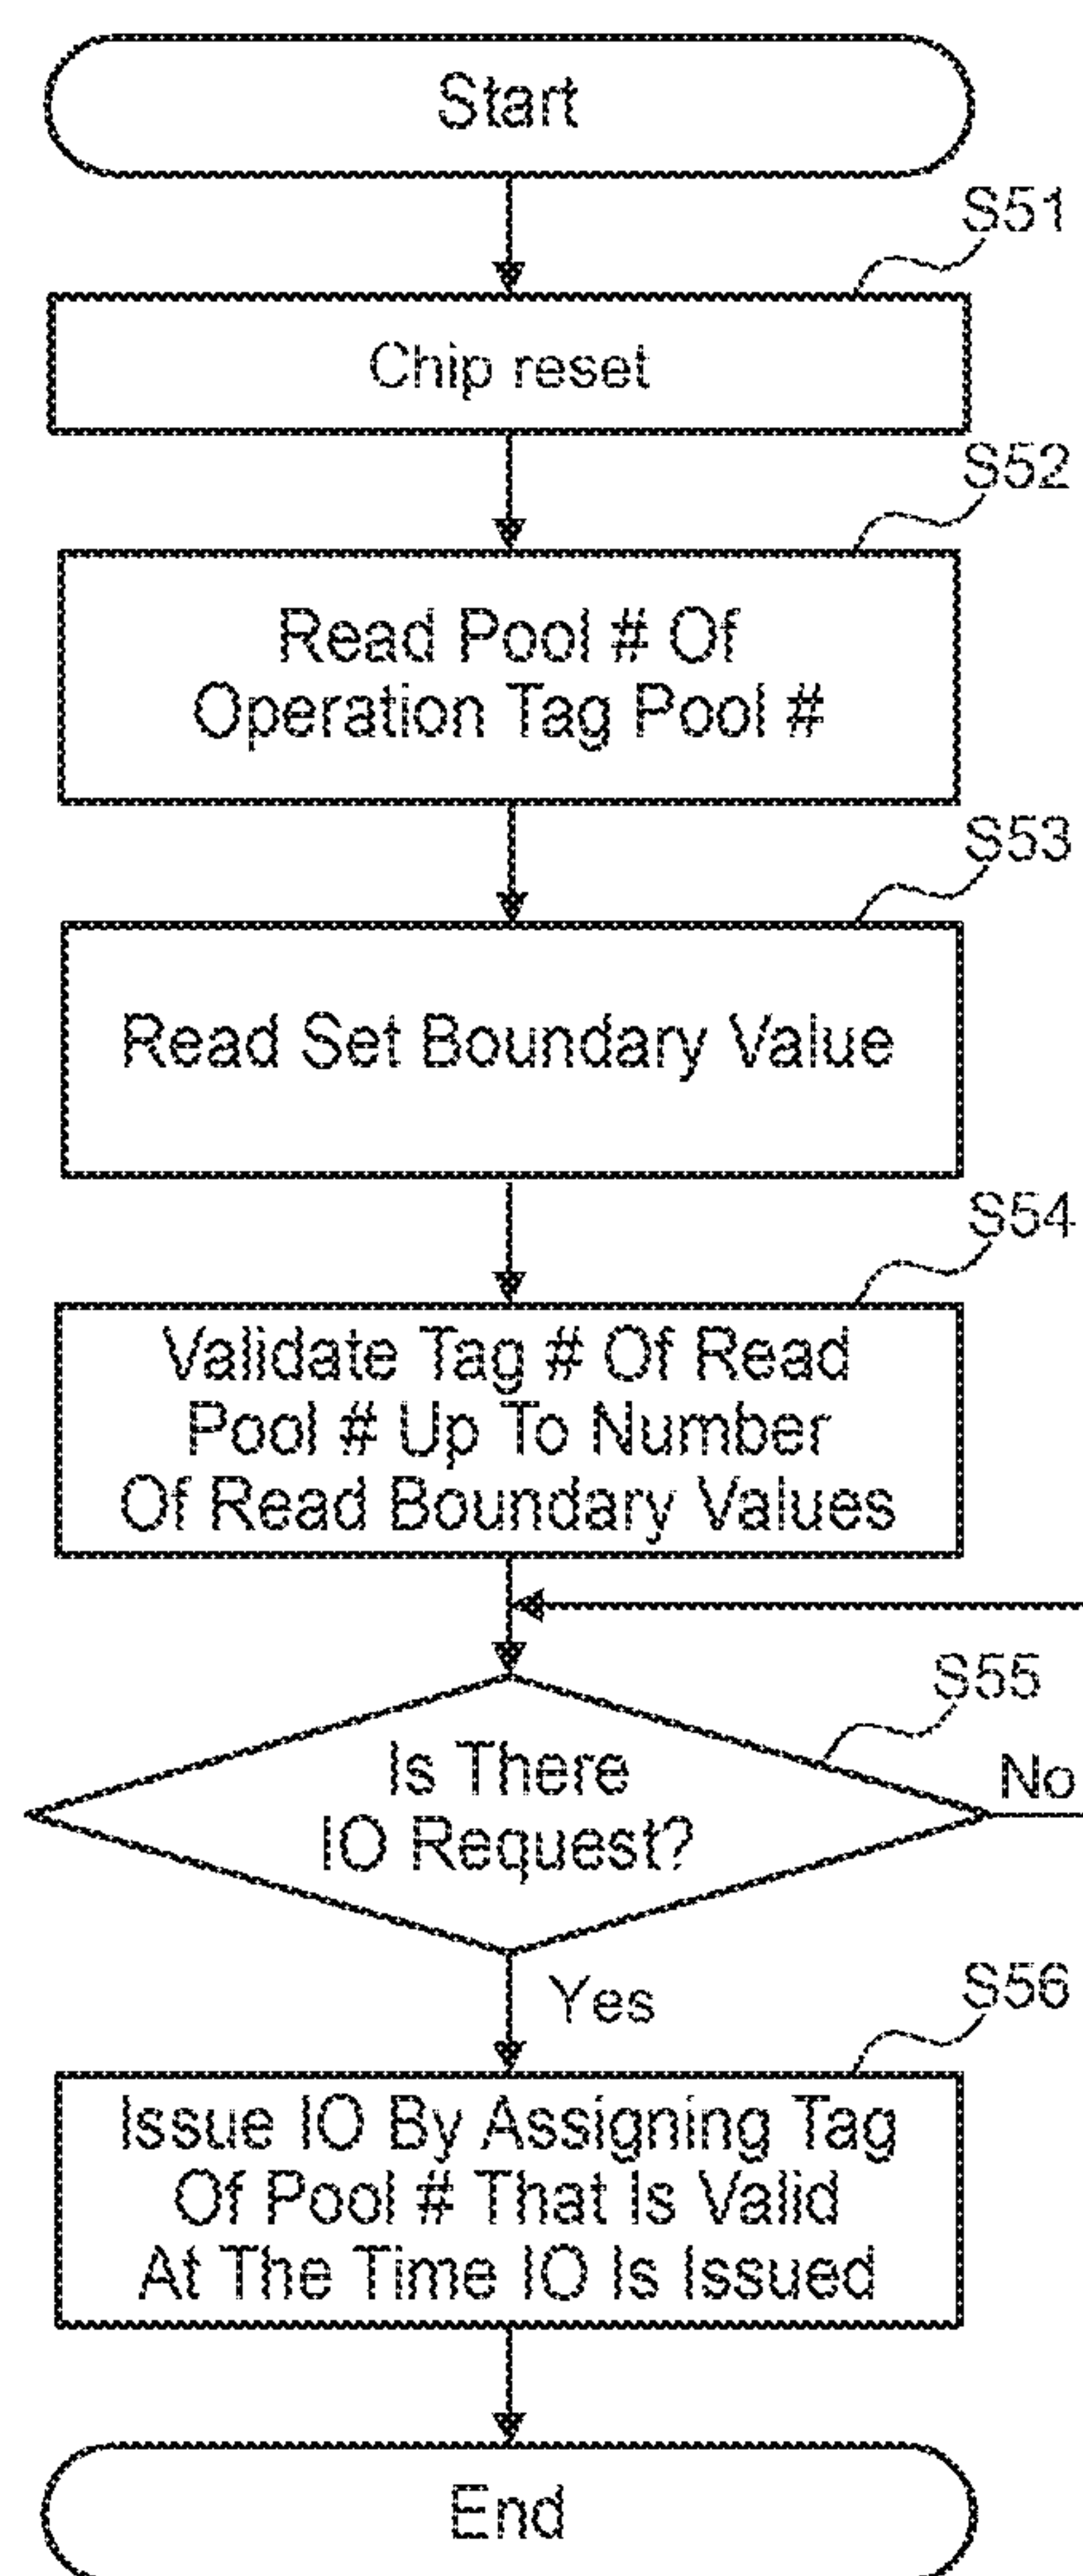 Start
S51
Chip reset
S52
Read Pool # Of
Operation Tag Pool #
S53
Read Set Boundary Value
S54
Validate Tag # Of Read
Pool # Up To Number
Of Read Boundary Values
S55
Is There
IO Request?
No
Yes
S56
Issue IO By Assigning Tag
Of Pool # That Is Valid
At The Time IO Is Issued
End